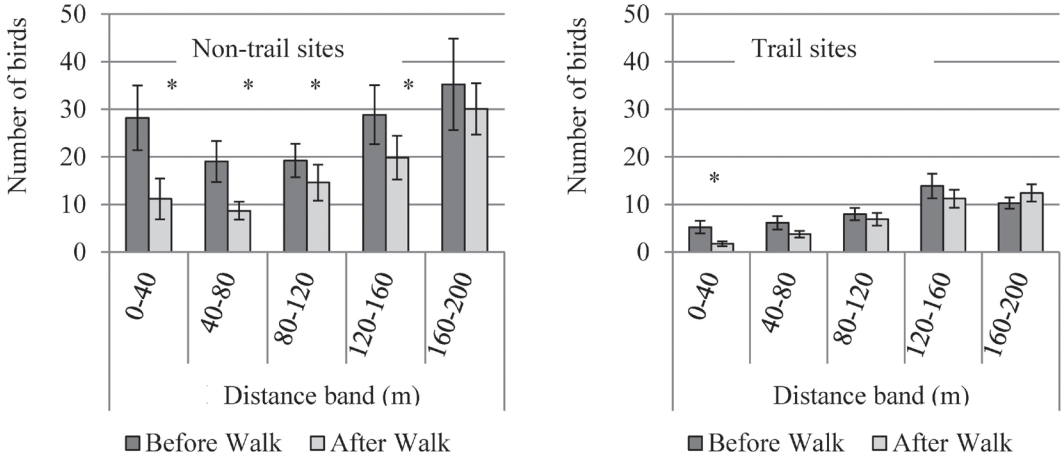 Number of birds
50
40
30
20
10
0
Non-trail sites
* * * *
0-40
40-80
80-120
120-160
160-200
Distance band (m)
Before Walk After Walk
Number of birds
50
40
30
20
10
0
Trail sites
*
0-40
40-80
80-120
120-160
160-200
Distance band (m)
Before Walk After Walk